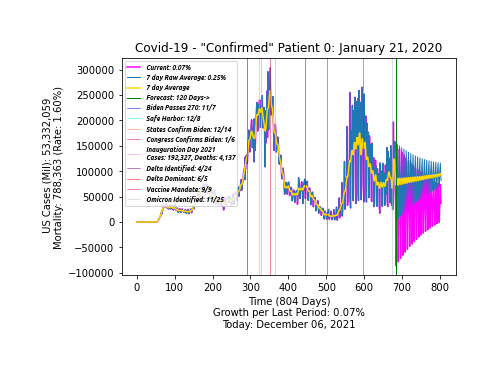 Covid-19 - "Confirmed" Patient 0: January 21, 2020
Current: 0.07%
7 day Raw Average: 0.25%
7 day Average
Forecast: 120 Days->
Biden Passes 270: 11/7
Safe Harbor: 12/8
States Confirm Biden: 12/14
Congress Confirms Biden: 1/6
Inauguration Day 2021
Cases: 192,327, Deaths: 4,137
Delta Identified: 4/24
Delta Dominant: 6/5
Vaccine Mandate: 9/9
Omicron Identified: 11/25
300000
250000
200000
150000
100000
50000
0
−50000
−100000
US Cases (Mil): 53,332,059
Mortality: 788,363 (Rate: 1.60%)
0 100 200 300 400 500 600 700 800
Time (804 Days)
Growth per Last Period: 0.07%
Today: December 06, 2021